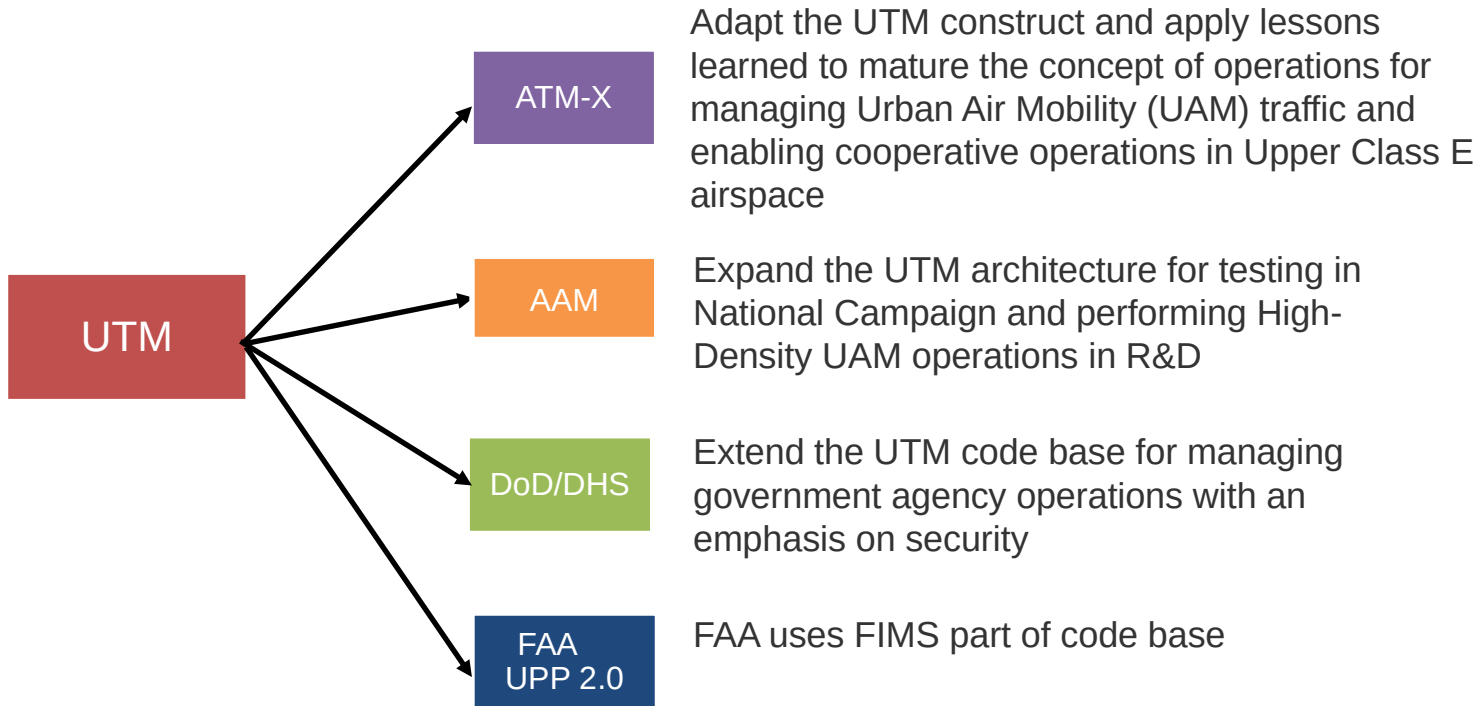 UTM
ATM-X
Adapt the UTM construct and apply lessons
learned to mature the concept of operations for
managing Urban Air Mobility (UAM) traffic and
enabling cooperative operations in Upper Class E
airspace
AAM
Expand the UTM architecture for testing in
National Campaign and performing High-
Density UAM operations in R&D
DoD/DHS
Extend the UTM code base for managing
government agency operations with an
emphasis on security
FAA
UPP 2.0
FAA uses FIMS part of code base